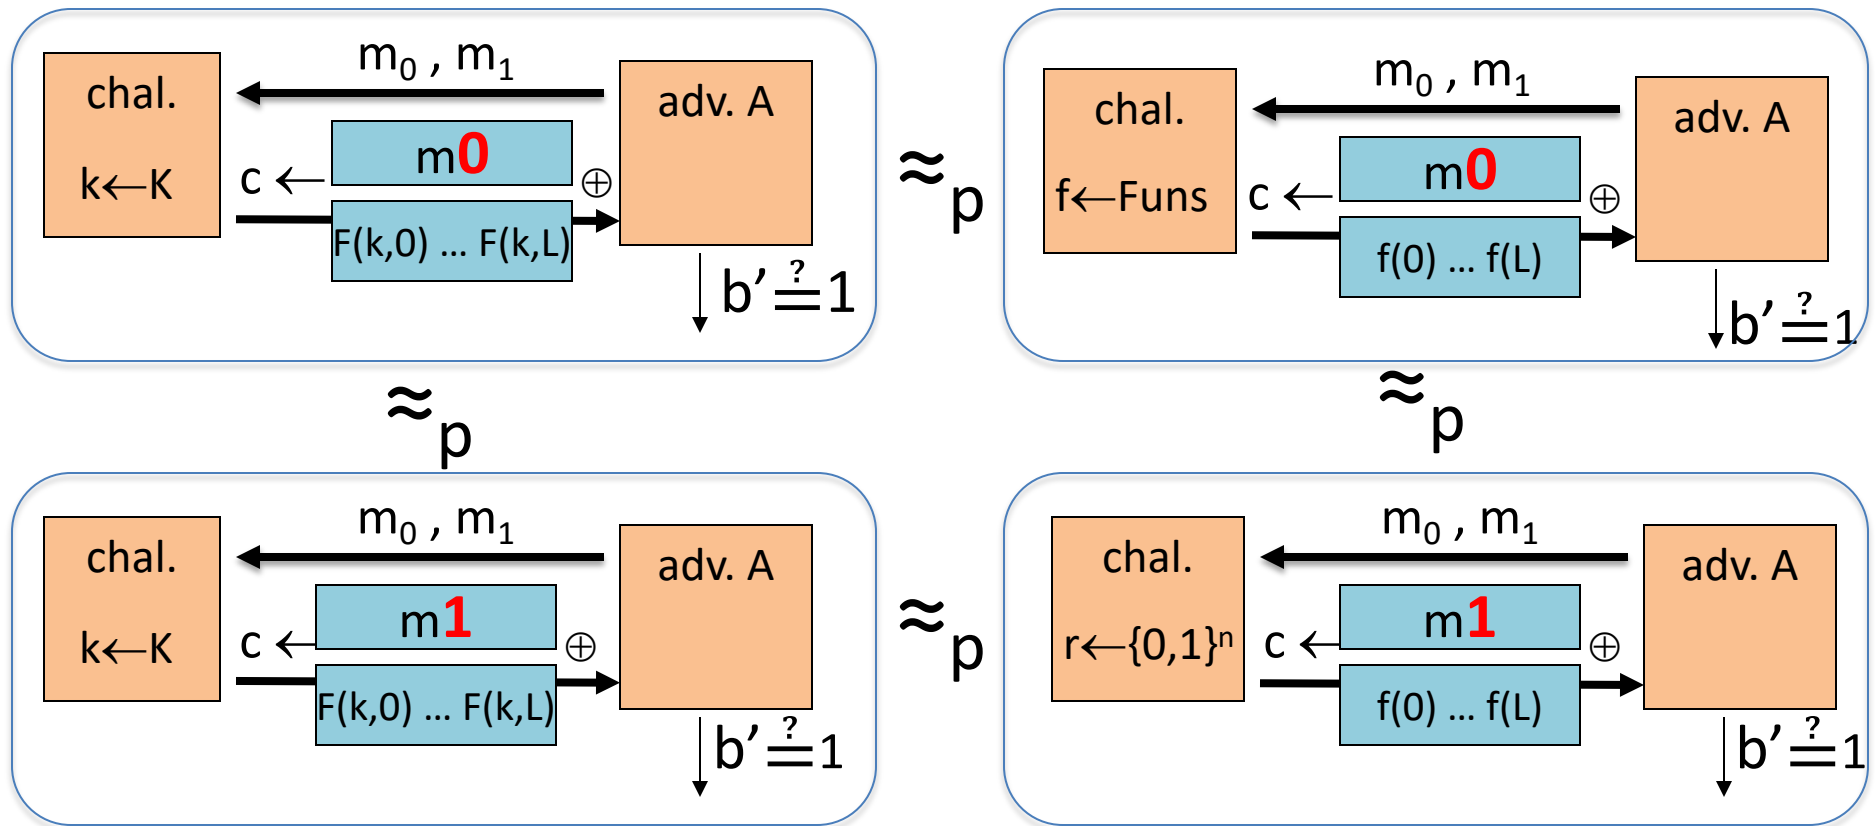 m₀ , m₁
chal.
adv. A
m0
k←K
c ←
⊕
F(k,0) … F(k,L)
b’ ≟ 1
≈p
m₀ , m₁
chal.
adv. A
m0
f←Funs
c ←
⊕
f(0) … f(L)
b’ ≟ 1
≈p
≈p
m₀ , m₁
chal.
adv. A
m1
k←K
c ←
⊕
F(k,0) … F(k,L)
b’ ≟ 1
≈p
m₀ , m₁
chal.
adv. A
m1
r←{0,1}ⁿ
c ←
⊕
f(0) … f(L)
b’ ≟ 1